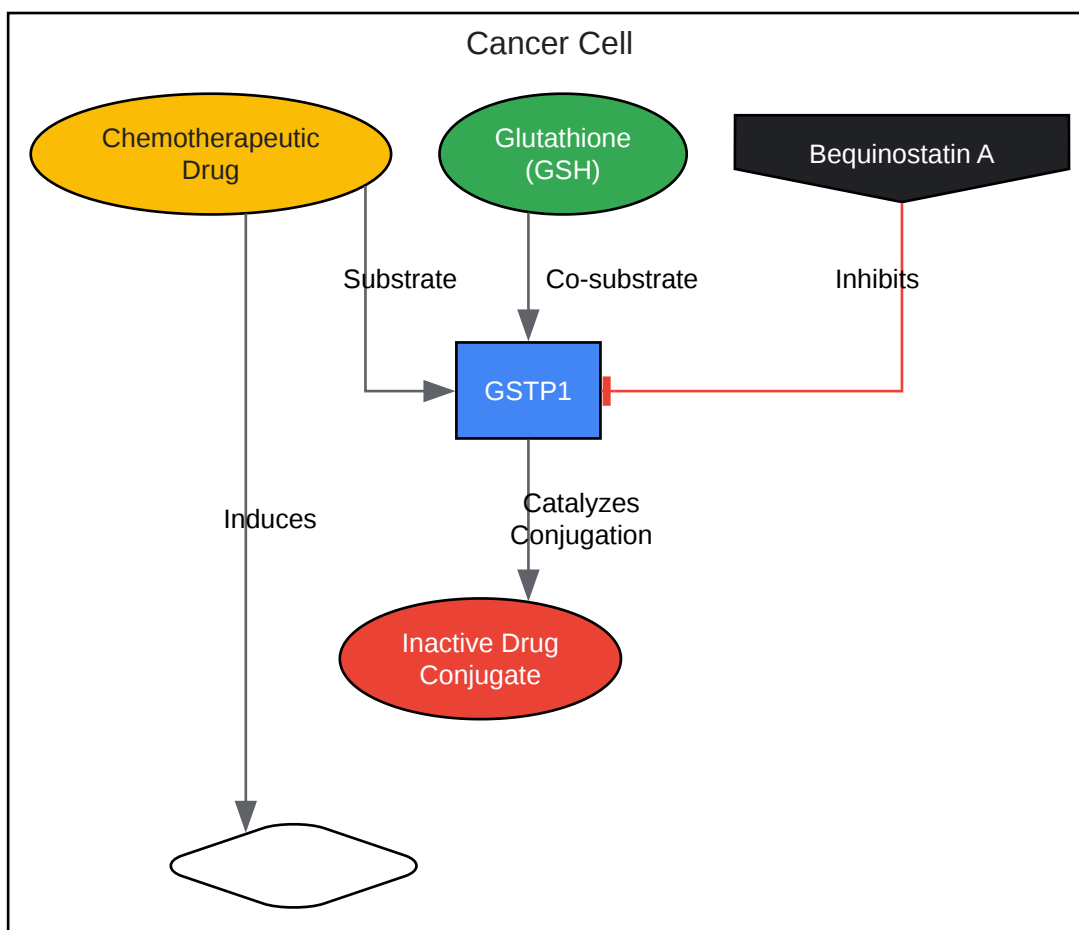 Cancer Cell
Chemotherapeutic
Drug
Glutathione
(GSH)
Bequinostatin A
Substrate
Co-substrate
Inhibits
GSTP1
Induces
Catalyzes
Conjugation
Inactive Drug
Conjugate